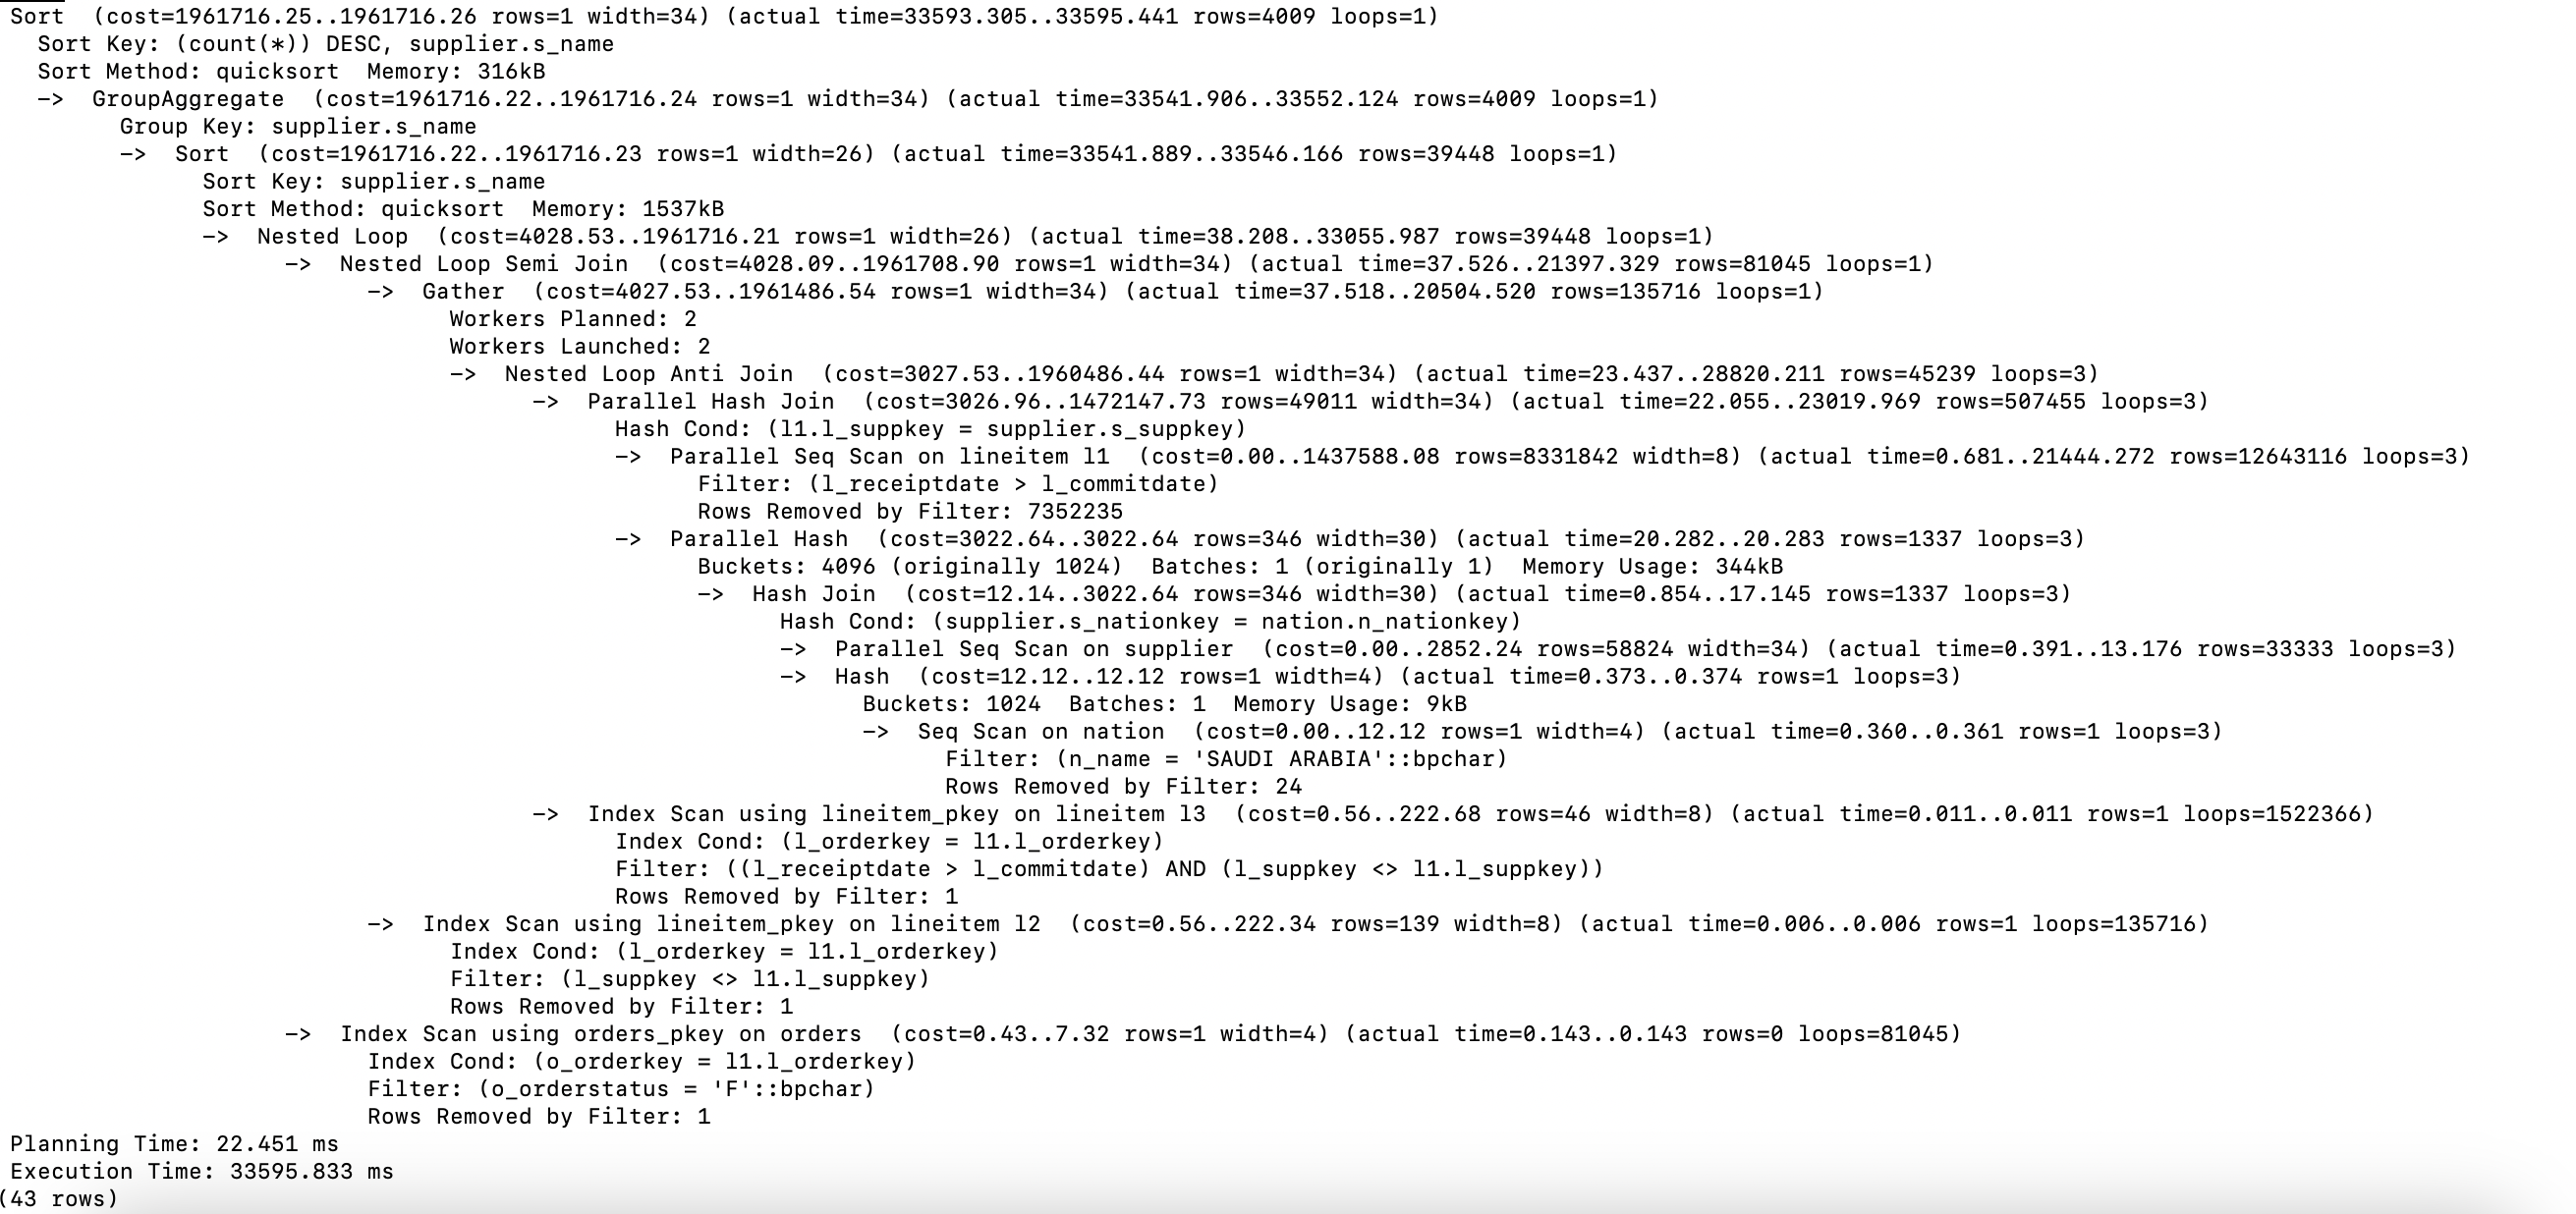 Sort  (cost=1961716.25..1961716.26 rows=1 width=34) (actual time=33593.305..33595.441 rows=4009 loops=1)
  Sort Key: (count(*)) DESC, supplier.s_name
  Sort Method: quicksort  Memory: 316kB
  ->  GroupAggregate  (cost=1961716.22..1961716.24 rows=1 width=34) (actual time=33541.906..33552.124 rows=4009 loops=1)
        Group Key: supplier.s_name
        ->  Sort  (cost=1961716.22..1961716.23 rows=1 width=26) (actual time=33541.889..33546.166 rows=39448 loops=1)
              Sort Key: supplier.s_name
              Sort Method: quicksort  Memory: 1537kB
              ->  Nested Loop  (cost=4028.53..1961716.21 rows=1 width=26) (actual time=38.208..33055.987 rows=39448 loops=1)
                    ->  Nested Loop Semi Join  (cost=4028.09..1961708.90 rows=1 width=34) (actual time=37.526..21397.329 rows=81045 loops=1)
                          ->  Gather  (cost=4027.53..1961486.54 rows=1 width=34) (actual time=37.518..20504.520 rows=135716 loops=1)
                                Workers Planned: 2
                                Workers Launched: 2
                                ->  Nested Loop Anti Join  (cost=3027.53..1960486.44 rows=1 width=34) (actual time=23.437..28820.211 rows=45239 loops=3)
                                      ->  Parallel Hash Join  (cost=3026.96..1472147.73 rows=49011 width=34) (actual time=22.055..23019.969 rows=507455 loops=3)
                                            Hash Cond: (l1.l_suppkey = supplier.s_suppkey)
                                            ->  Parallel Seq Scan on lineitem l1  (cost=0.00..1437588.08 rows=8331842 width=8) (actual time=0.681..21444.272 rows=12643116 loops=3)
                                                  Filter: (l_receiptdate > l_commitdate)
                                                  Rows Removed by Filter: 7352235
                                            ->  Parallel Hash  (cost=3022.64..3022.64 rows=346 width=30) (actual time=20.282..20.283 rows=1337 loops=3)
                                                  Buckets: 4096 (originally 1024)  Batches: 1 (originally 1)  Memory Usage: 344kB
                                                  ->  Hash Join  (cost=12.14..3022.64 rows=346 width=30) (actual time=0.854..17.145 rows=1337 loops=3)
                                                        Hash Cond: (supplier.s_nationkey = nation.n_nationkey)
                                                        ->  Parallel Seq Scan on supplier  (cost=0.00..2852.24 rows=58824 width=34) (actual time=0.391..13.176 rows=33333 loops=3)
                                                        ->  Hash  (cost=12.12..12.12 rows=1 width=4) (actual time=0.373..0.374 rows=1 loops=3)
                                                              Buckets: 1024  Batches: 1  Memory Usage: 9kB
                                                              ->  Seq Scan on nation  (cost=0.00..12.12 rows=1 width=4) (actual time=0.360..0.361 rows=1 loops=3)
                                                                    Filter: (n_name = 'SAUDI ARABIA'::bpchar)
                                                                    Rows Removed by Filter: 24
                                      ->  Index Scan using lineitem_pkey on lineitem l3  (cost=0.56..222.68 rows=46 width=8) (actual time=0.011..0.011 rows=1 loops=1522366)
                                            Index Cond: (l_orderkey = l1.l_orderkey)
                                            Filter: ((l_receiptdate > l_commitdate) AND (l_suppkey <> l1.l_suppkey))
                                            Rows Removed by Filter: 1
                          ->  Index Scan using lineitem_pkey on lineitem l2  (cost=0.56..222.34 rows=139 width=8) (actual time=0.006..0.006 rows=1 loops=135716)
                                Index Cond: (l_orderkey = l1.l_orderkey)
                                Filter: (l_suppkey <> l1.l_suppkey)
                                Rows Removed by Filter: 1
                    ->  Index Scan using orders_pkey on orders  (cost=0.43..7.32 rows=1 width=4) (actual time=0.143..0.143 rows=0 loops=81045)
                          Index Cond: (o_orderkey = l1.l_orderkey)
                          Filter: (o_orderstatus = 'F'::bpchar)
                          Rows Removed by Filter: 1
Planning Time: 22.451 ms
Execution Time: 33595.833 ms
(43 rows)